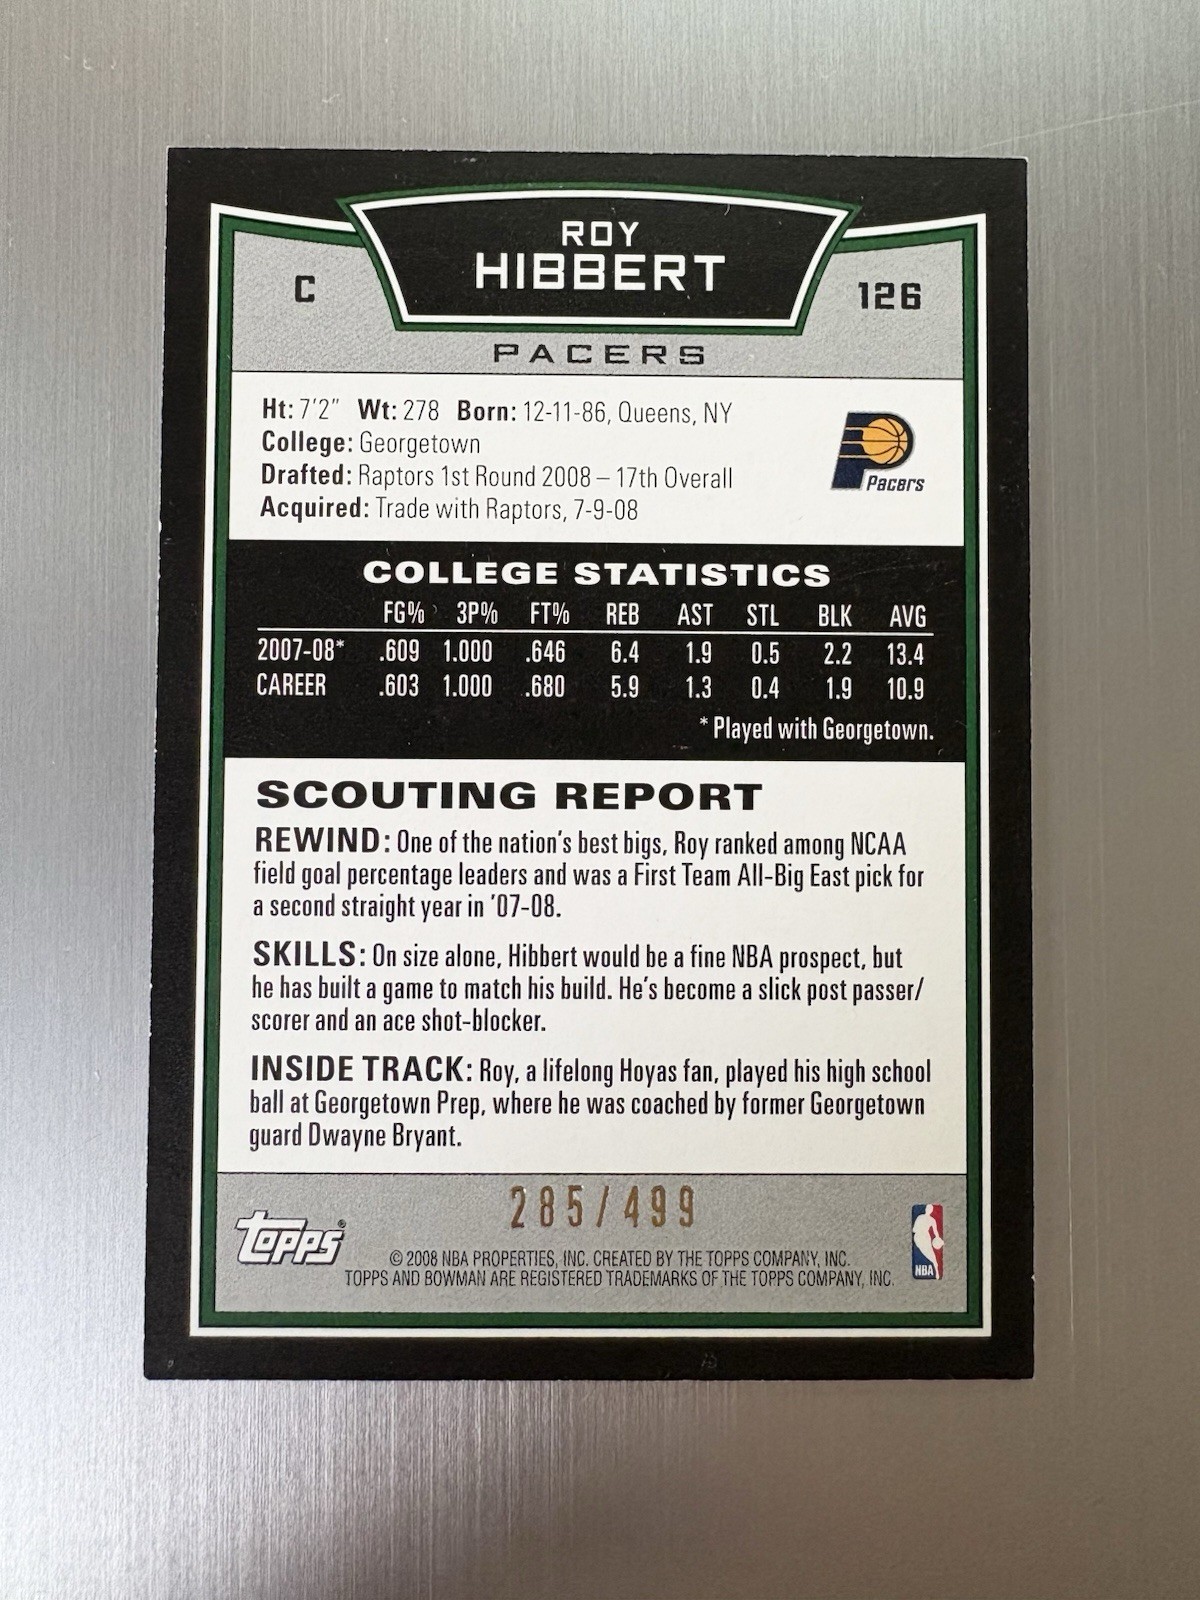 ROY
HIBBERT
C
126
PACERS
Ht: 7'2" Wt: 278 Born: 12-11-86, Queens, NY
College: Georgetown
Drafted: Raptors 1st Round 2008 – 17th Overall
Acquired: Trade with Raptors, 7-9-08
Pacers
COLLEGE STATISTICS
FG% 3P% FT% REB AST STL BLK AVG
2007-08* .609 1.000 .646 6.4 1.9 0.5 2.2 13.4
CAREER .603 1.000 .680 5.9 1.3 0.4 1.9 10.9
* Played with Georgetown.
SCOUTING REPORT
REWIND: One of the nation's best bigs, Roy ranked among NCAA
field goal percentage leaders and was a First Team All-Big East pick for
a second straight year in '07-08.
SKILLS: On size alone, Hibbert would be a fine NBA prospect, but
he has built a game to match his build. He's become a slick post passer/
scorer and an ace shot-blocker.
INSIDE TRACK: Roy, a lifelong Hoyas fan, played his high school
ball at Georgetown Prep, where he was coached by former Georgetown
guard Dwayne Bryant.
285/499
Topps®
© 2008 NBA PROPERTIES, INC. CREATED BY THE TOPPS COMPANY, INC.
TOPPS AND BOWMAN ARE REGISTERED TRADEMARKS OF THE TOPPS COMPANY, INC.
NBA